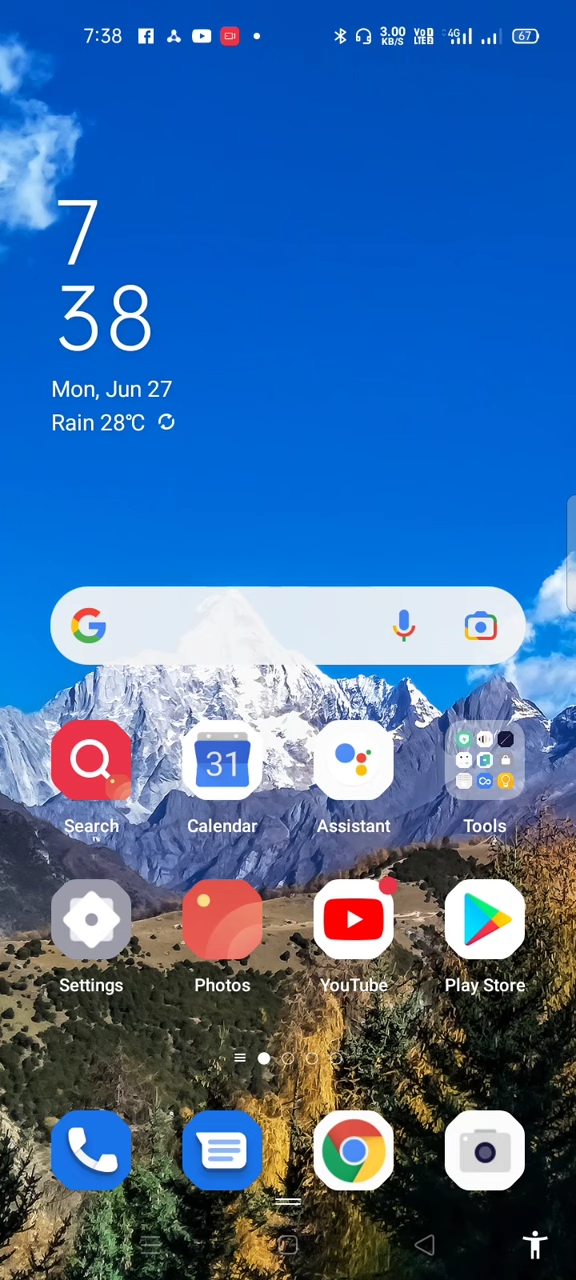 7:38 3.00 KB/S VoD LTE2 4G 67
7
38
Mon, Jun 27
Rain 28℃
31
Search Calendar Assistant Tools
Settings Photos YouTube Play Store